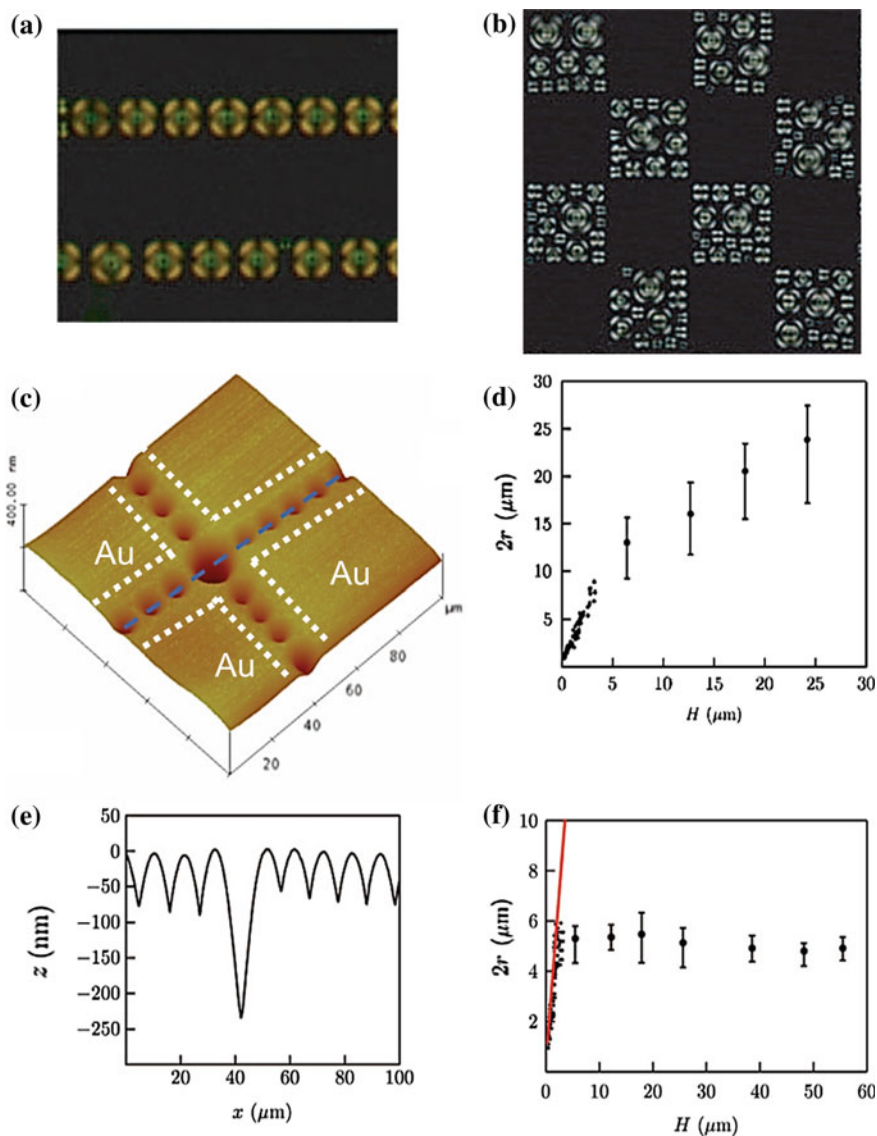 (a)
(b)
(c)
400.00 nm
Au
Au
Au
μm
80
60
40
20
(d)
30
25
20
15
10
5
2r (μm)
0 5 10 15 20 25 30
H (μm)
(e)
50
0
−50
−100
−150
−200
−250
z (nm)
20 40 60 80 100
x (μm)
(f)
10
8
6
4
2
2r (μm)
0 10 20 30 40 50 60
H (μm)